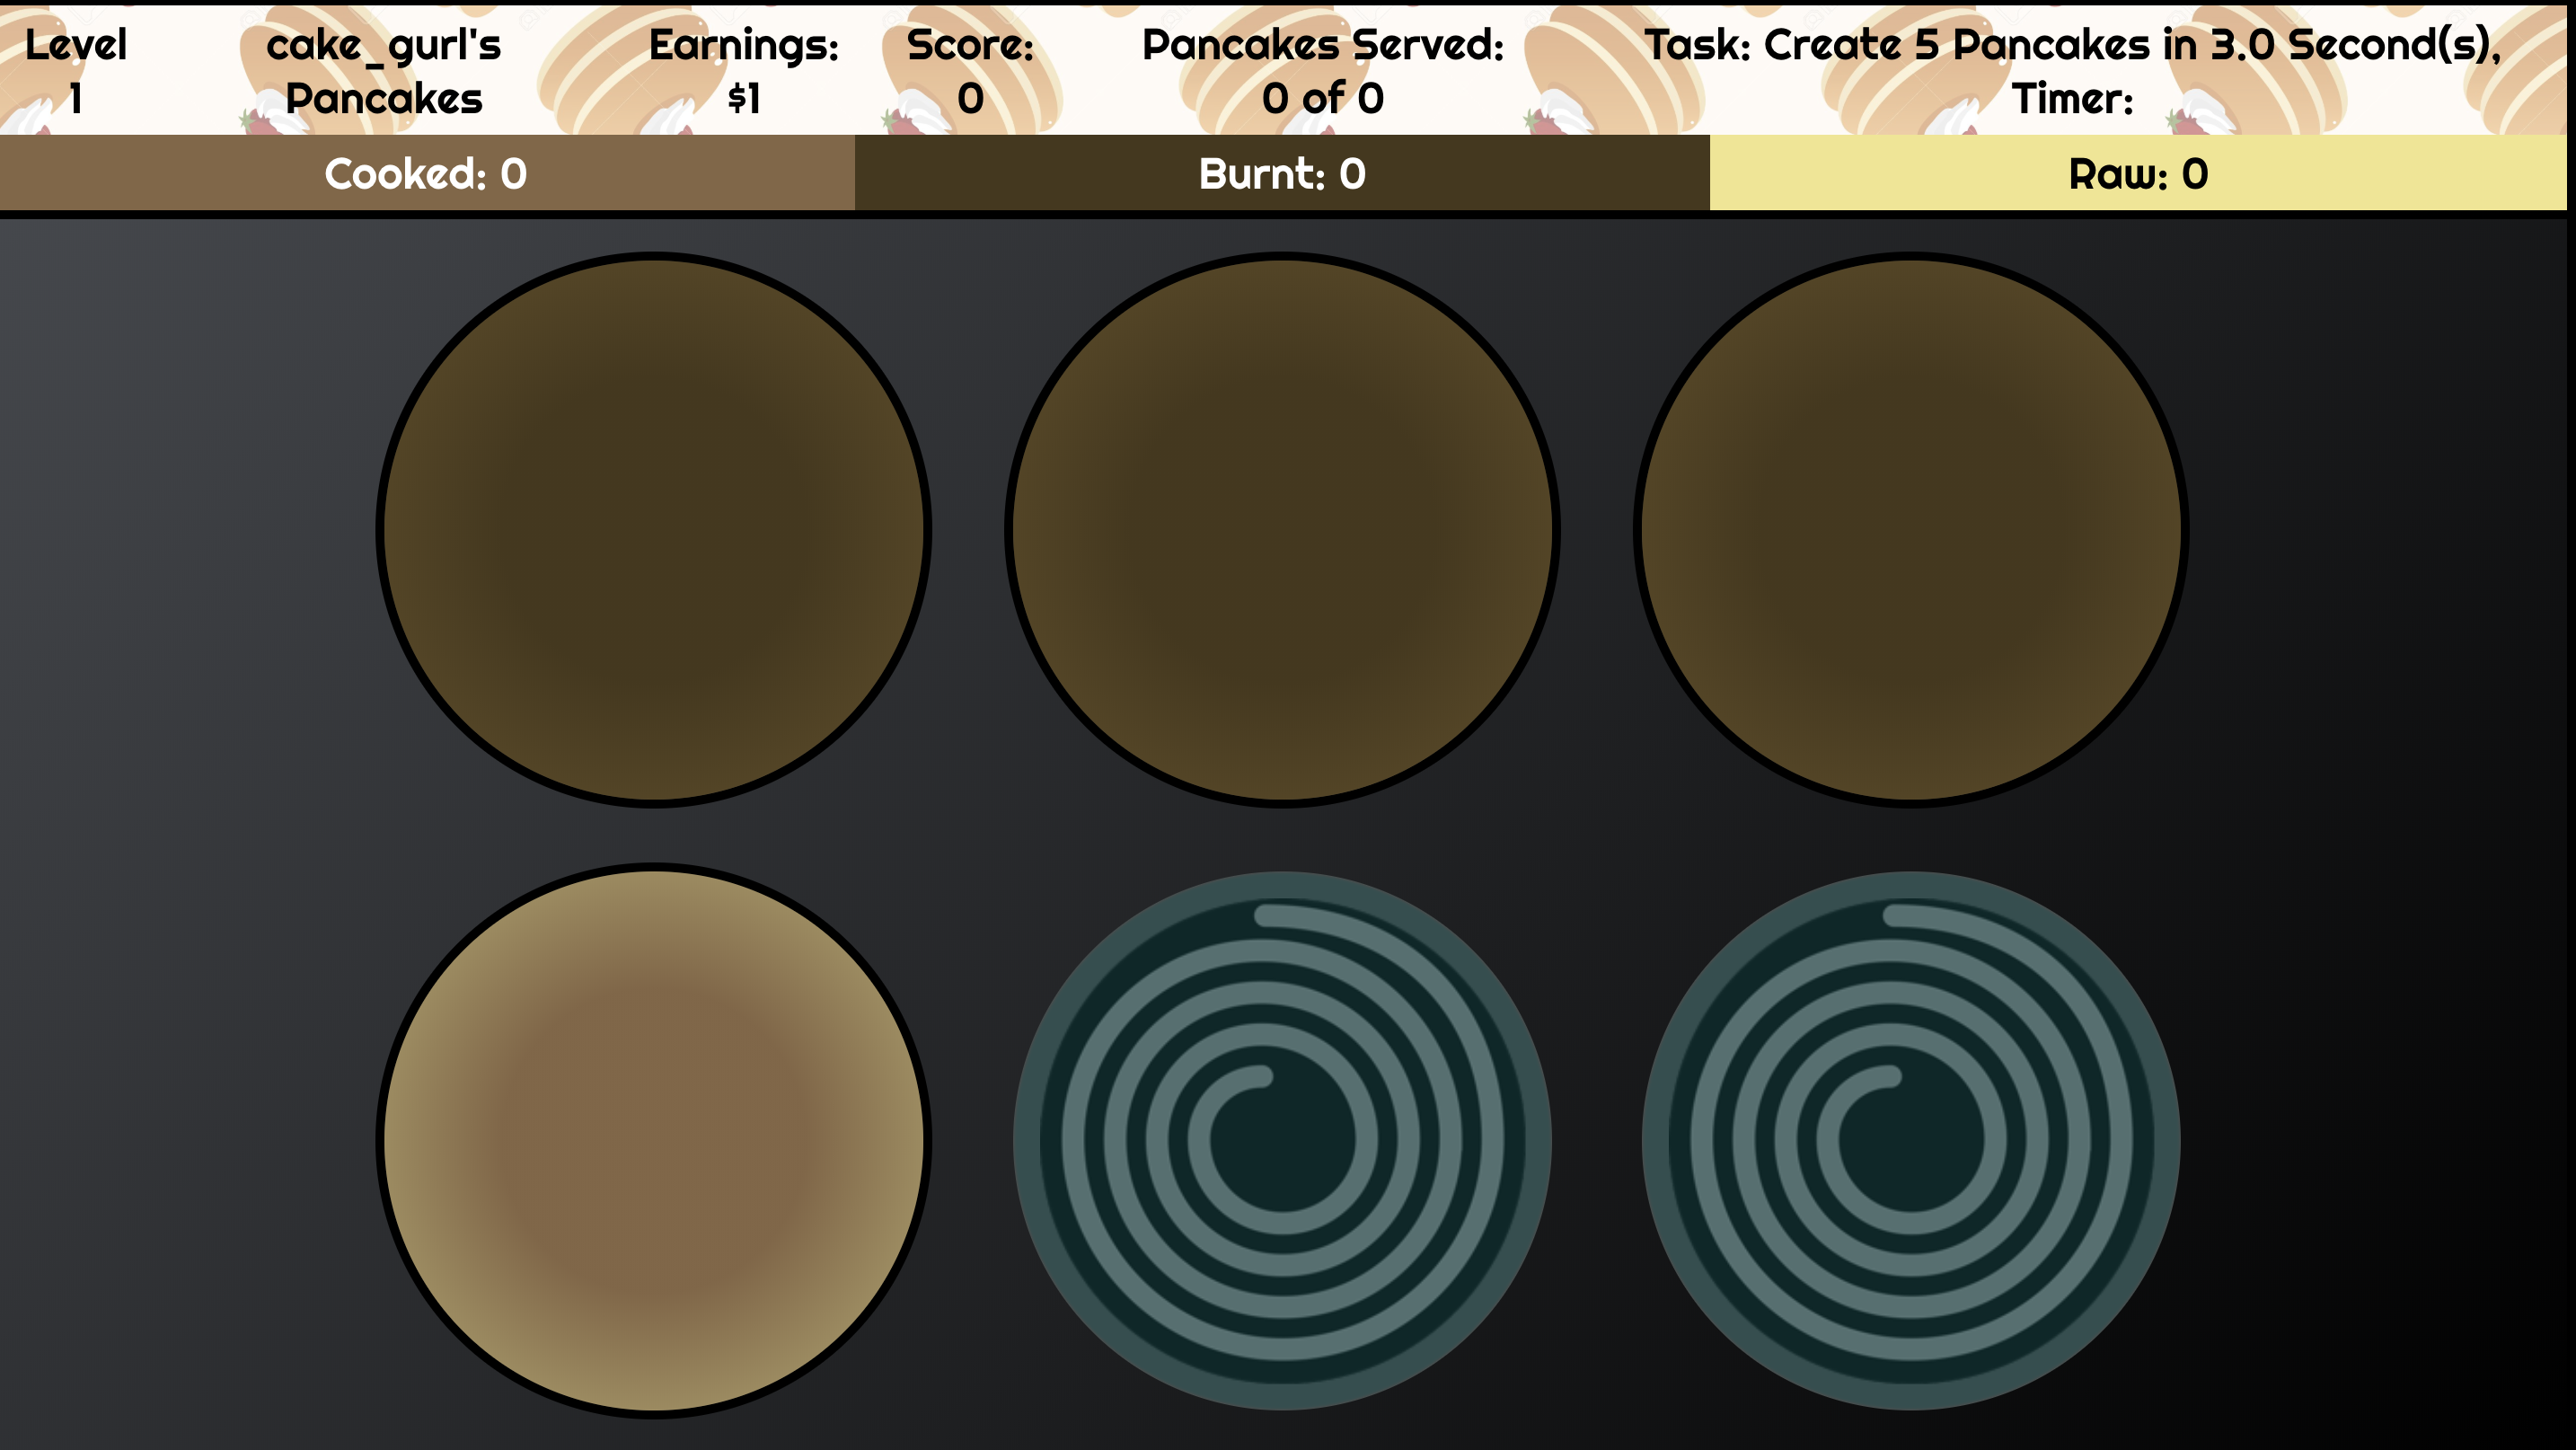 Level
1
cake_gurl's
Pancakes
Earnings:
$1
Score:
0
Pancakes Served:
0 of 0
Task: Create 5 Pancakes in 3.0 Second(s),
Timer:
Cooked: 0
Burnt: 0
Raw: 0